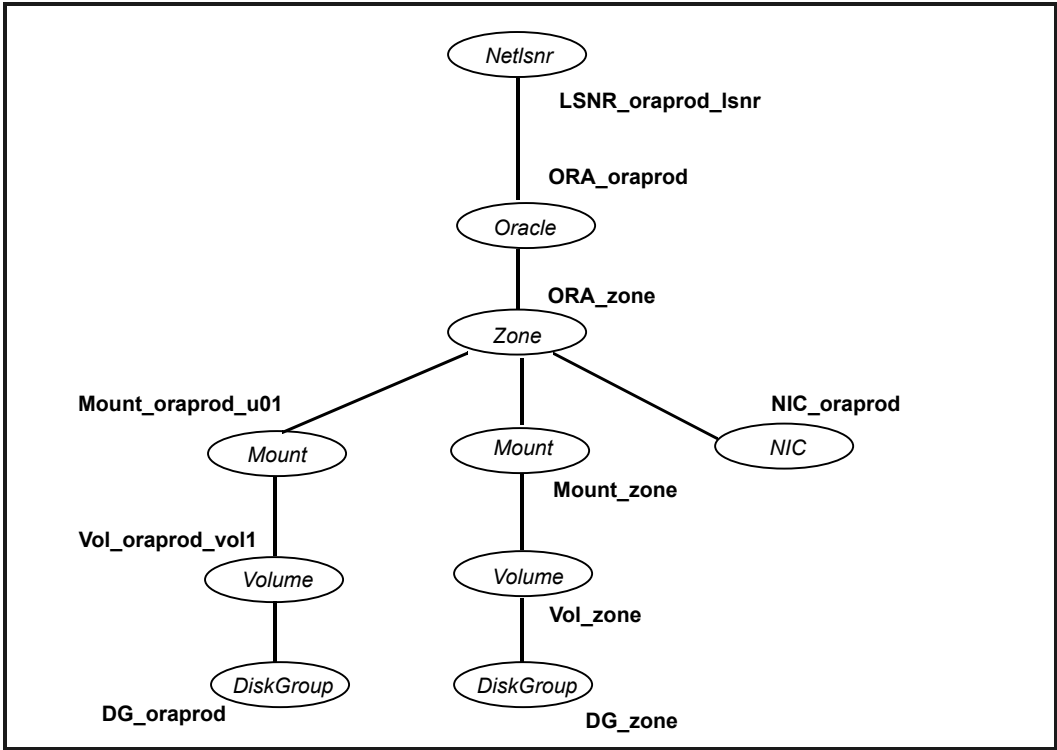 Netlsnr
LSNR_oraprod_lsnr
ORA_oraprod
Oracle
ORA_zone
Zone
Mount_oraprod_u01
NIC_oraprod
Mount
Mount
NIC
Mount_zone
Vol_oraprod_vol1
Volume
Volume
Vol_zone
DiskGroup
DiskGroup
DG_oraprod
DG_zone